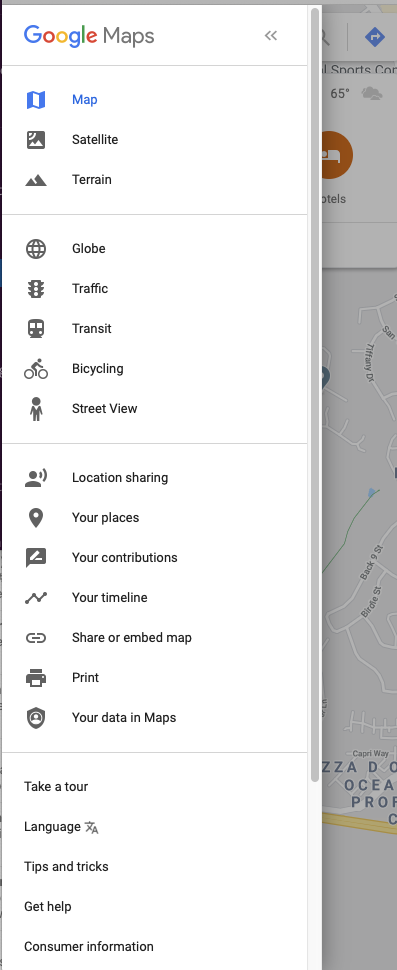 Google Maps
Map
Satellite
Terrain
Globe
Traffic
Transit
Bicycling
Street View
Location sharing
Your places
Your contributions
Your timeline
Share or embed map
Print
Your data in Maps
Take a tour
Language
Tips and tricks
Get help
Consumer information
l Sports Con
65°
otels
San
Tiffany Dr
Back 9 St
Birdie St
Capri Way
ZZA D O
OCEA
PROF
C